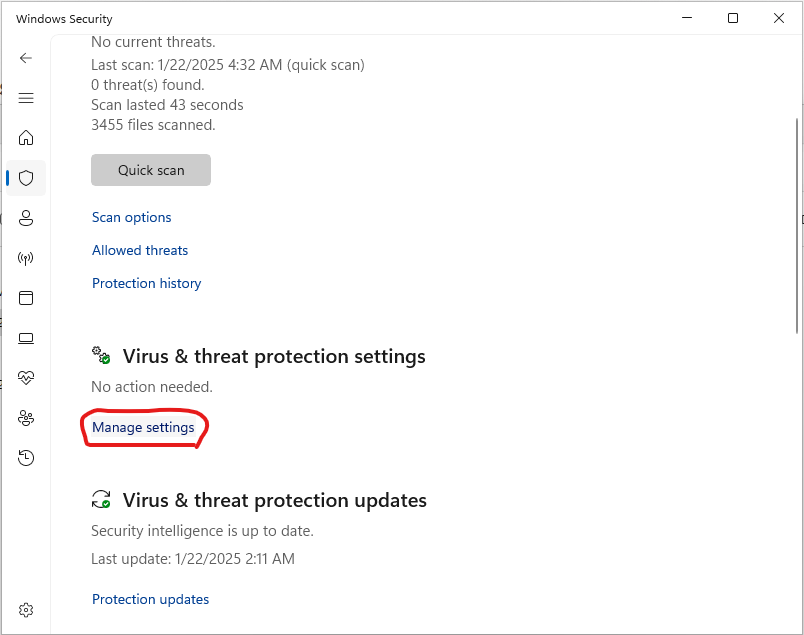 Windows Security
No current threats.
Last scan: 1/22/2025 4:32 AM (quick scan)
0 threat(s) found.
Scan lasted 43 seconds
3455 files scanned.
Quick scan
Scan options
Allowed threats
Protection history
Virus & threat protection settings
No action needed.
Manage settings
Virus & threat protection updates
Security intelligence is up to date.
Last update: 1/22/2025 2:11 AM
Protection updates